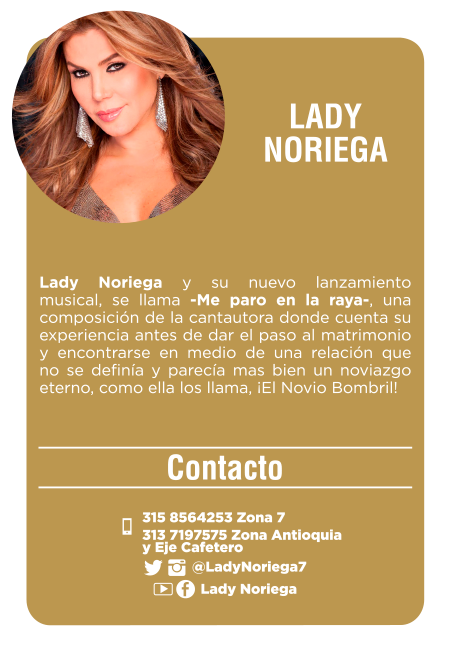 LADY
NORIEGA
Lady Noriega y su nuevo lanzamiento
musical, se llama -Me paro en la raya-, una
composición de la cantautora donde cuenta su
experiencia antes de dar el paso al matrimonio
y encontrarse en medio de una relación que
no se definía y parecía mas bien un noviazgo
eterno, como ella los llama, ¡El Novio Bombril!
Contacto
315 8564253 Zona 7
313 7197575 Zona Antioquia
y Eje Cafetero
@LadyNoriega7
Lady Noriega